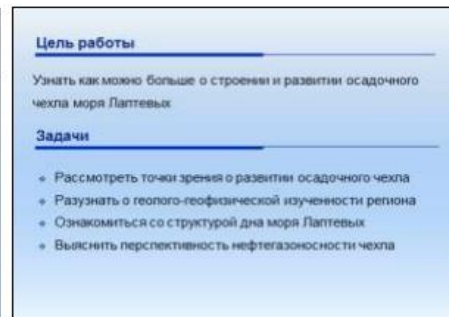 Цель работы
Узнать как можно больше о строении и развитии осадочного
чехла моря Лаптевых
Задачи
Рассмотреть точки зрения о развитии осадочного чехла
Разузнать о геолого-геофизической изученности региона
Ознакомиться со структурой дна моря Лаптевых
Выяснить перспективность нефтегазоносности чехла